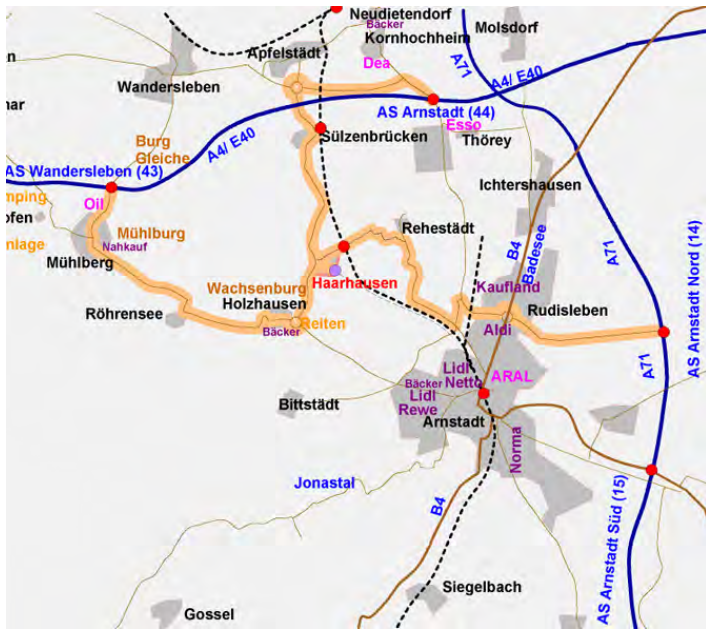 Neudietendorf
Bäcker
Kornhochheim
Molsdorf
Apfelstädt
Dea
A71
A4/ E40
Wandersleben
en
nar
AS Arnstadt (44)
Esso
Sülzenbrücken
Thörey
Burg
Gleiche
A4/ E40
AS Wandersleben (43)
Ichtershausen
mping
Oil
ofen
nlage
Mühlburg
Nahkauf
Mühlberg
Rehestädt
B4
Badesee
A71
AS Arnstadt Nord (14)
Haarhausen
Wachsenburg
Holzhausen
Kaufland
Rudisleben
Röhrensee
Bäcker
Reiten
Aldi
Lidl
Netto
ARAL
A71
Bäcker
Lidl
Rewe
Bittstädt
Arnstadt
Norma
Jonastal
B4
AS Arnstadt Süd (15)
Siegelbach
Gossel